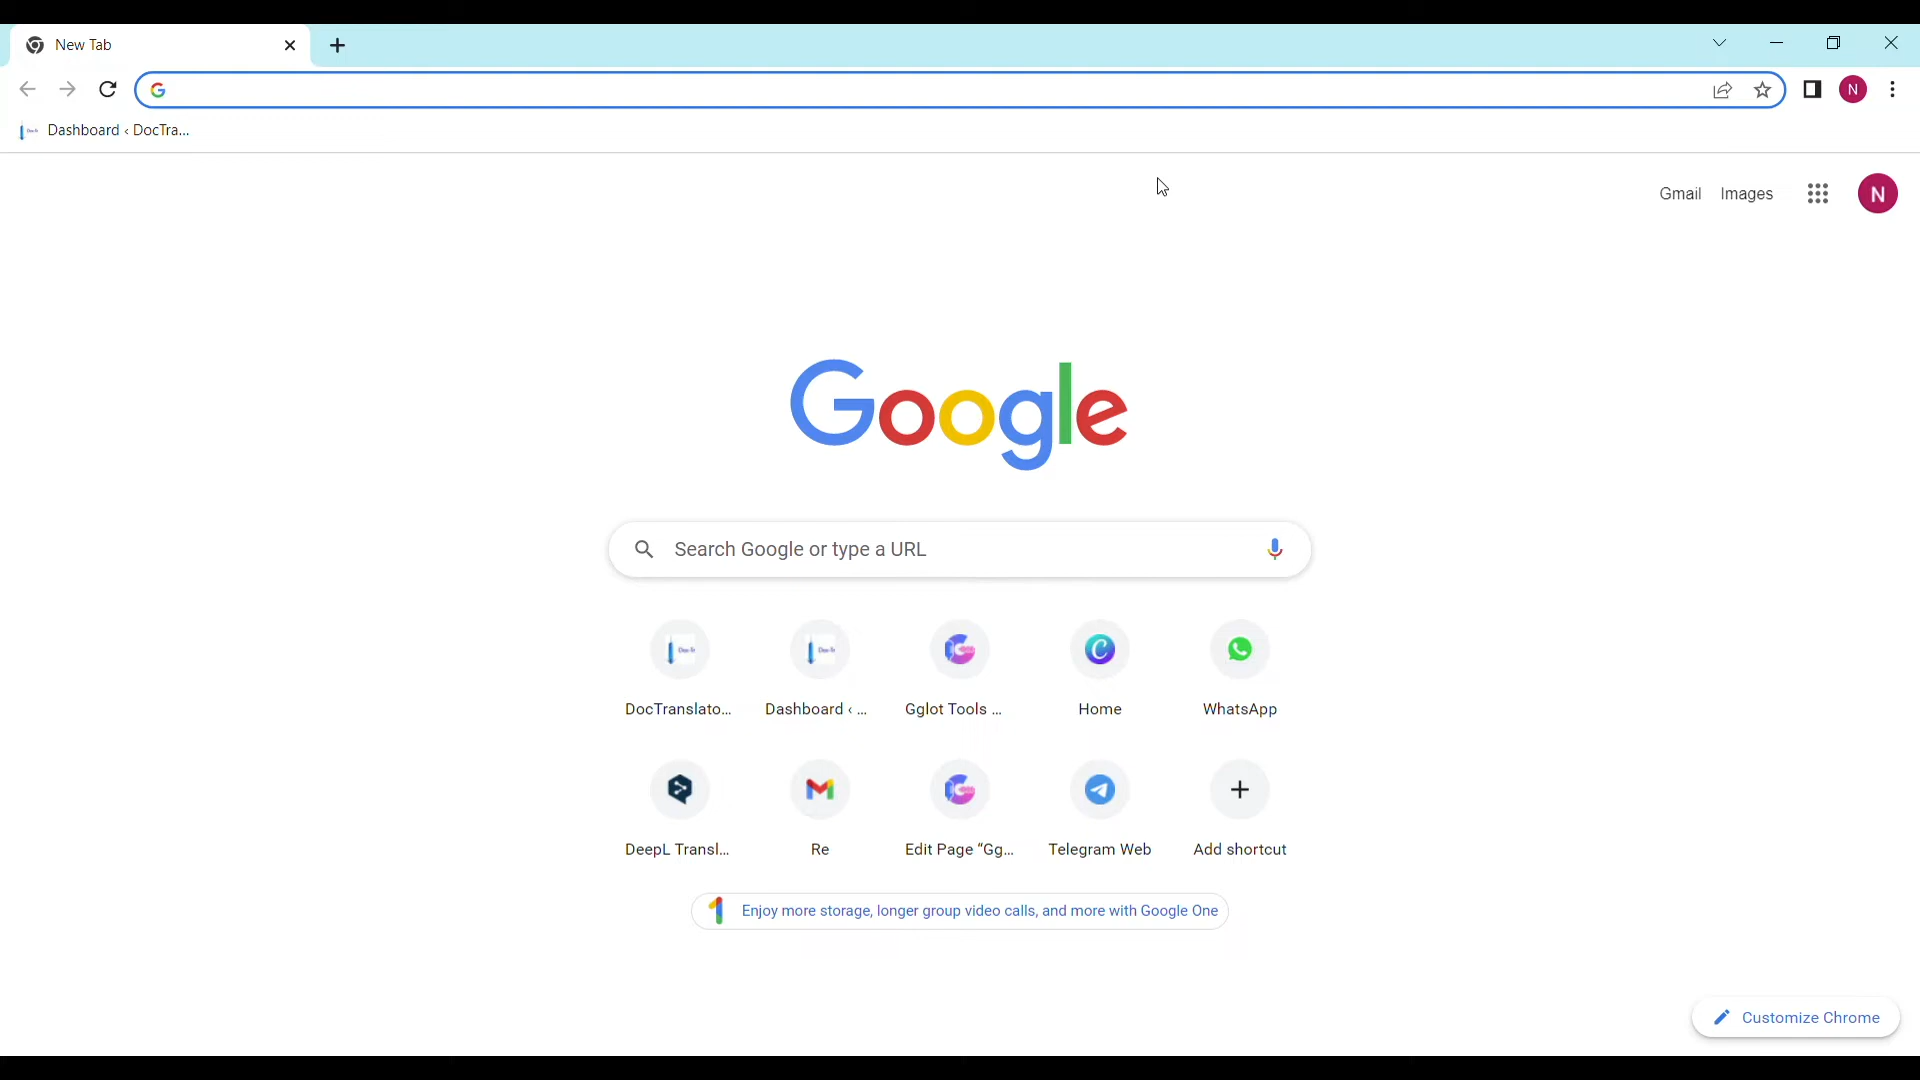 New Tab
Dashboard ‹ DocTra...
Gmail Images N
N
Google
Search Google or type a URL
DocTranslato... Dashboard ‹ ... Gglot Tools ... Home WhatsApp
DeepL Transl... Re Edit Page “Gg... Telegram Web Add shortcut
Enjoy more storage, longer group video calls, and more with Google One
Customize Chrome